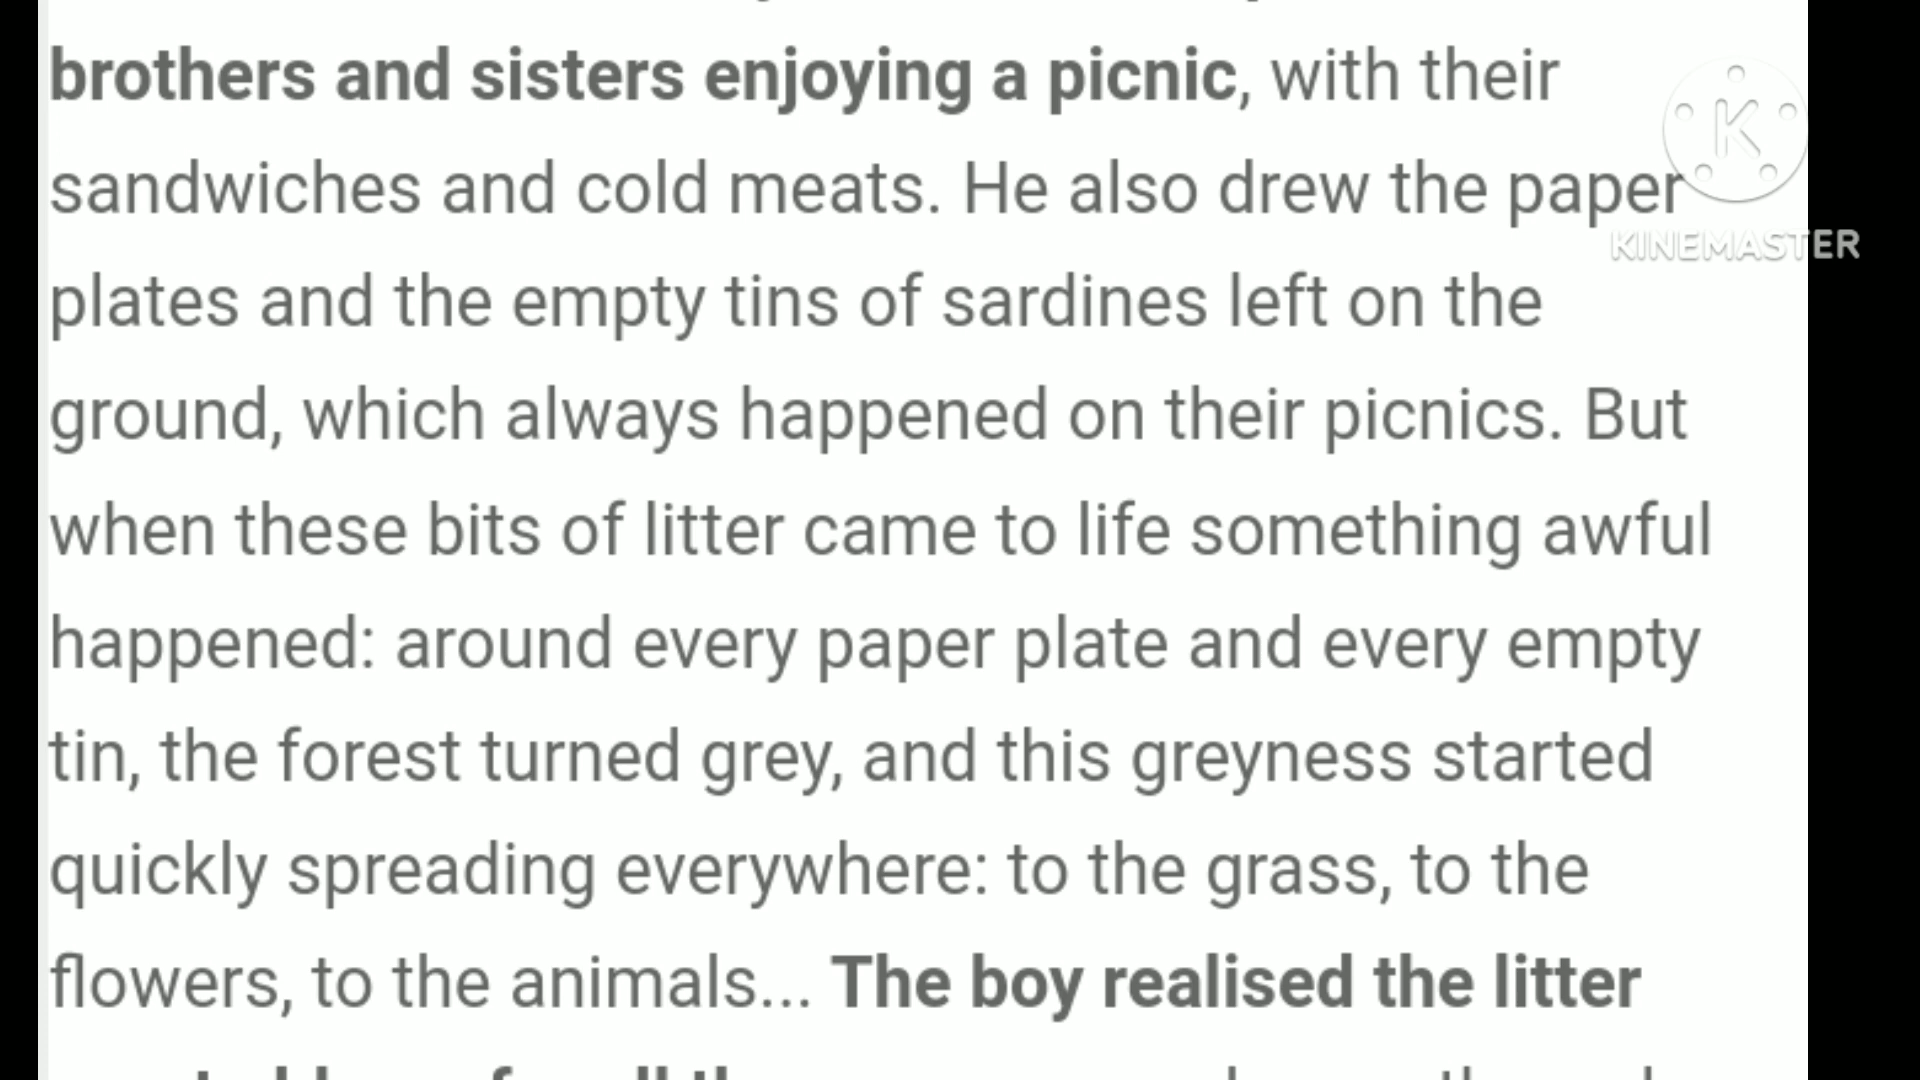 brothers and sisters enjoying a picnic, with their
sandwiches and cold meats. He also drew the paper
plates and the empty tins of sardines left on the
ground, which always happened on their picnics. But
when these bits of litter came to life something awful
happened: around every paper plate and every empty
tin, the forest turned grey, and this greyness started
quickly spreading everywhere: to the grass, to the
flowers, to the animals... The boy realised the litter
K
KINEMASTER